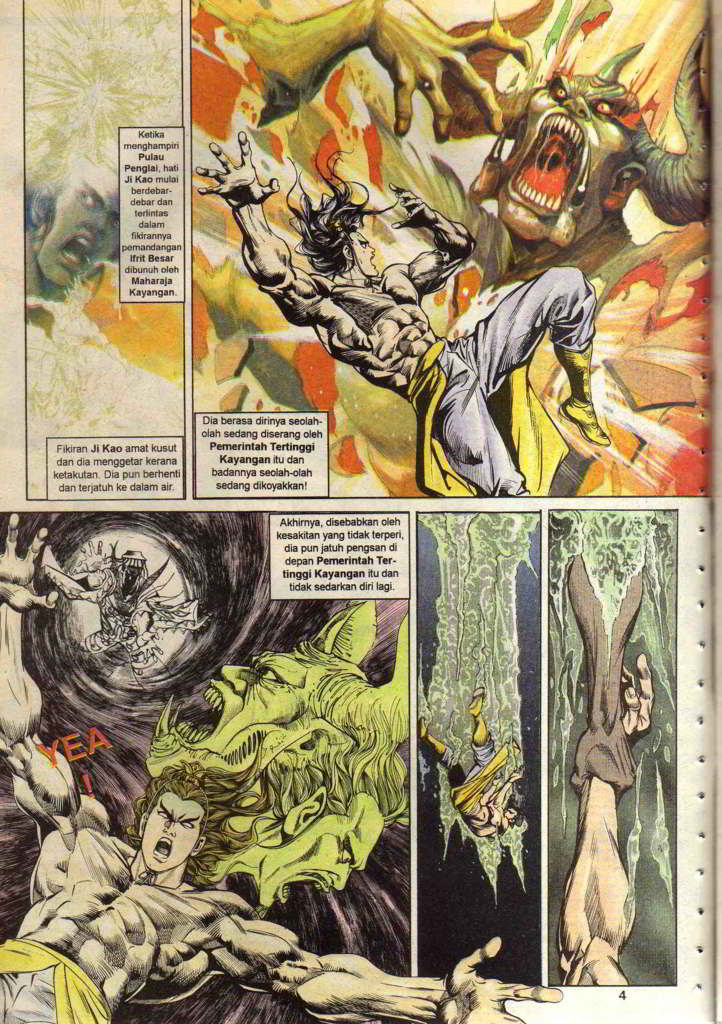 Ketika
menghampiri
Pulau
Penglai, hati
Ji Kao mulai
berdebar-
debar dan
terlintas
dalam
fikirannya
pemandangan
Ifrit Besar
dibunuh oleh
Maharaja
Kayangan.
Fikiran Ji Kao amat kusut
dan dia menggetar kerana
ketakutan. Dia pun berhenti
dan terjatuh ke dalam air.
Dia berasa dirinya seolah-
olah sedang diserang oleh
Pemerintah Tertinggi
Kayangan itu dan
badannya seolah-olah
sedang dikoyakkan!
Akhirnya, disebabkan oleh
kesakitan yang tidak terperi,
dia pun jatuh pengsan di
depan Pemerintah Ter-
tinggi Kayangan itu dan
tidak sedarkan diri lagi.
YEA
!
4